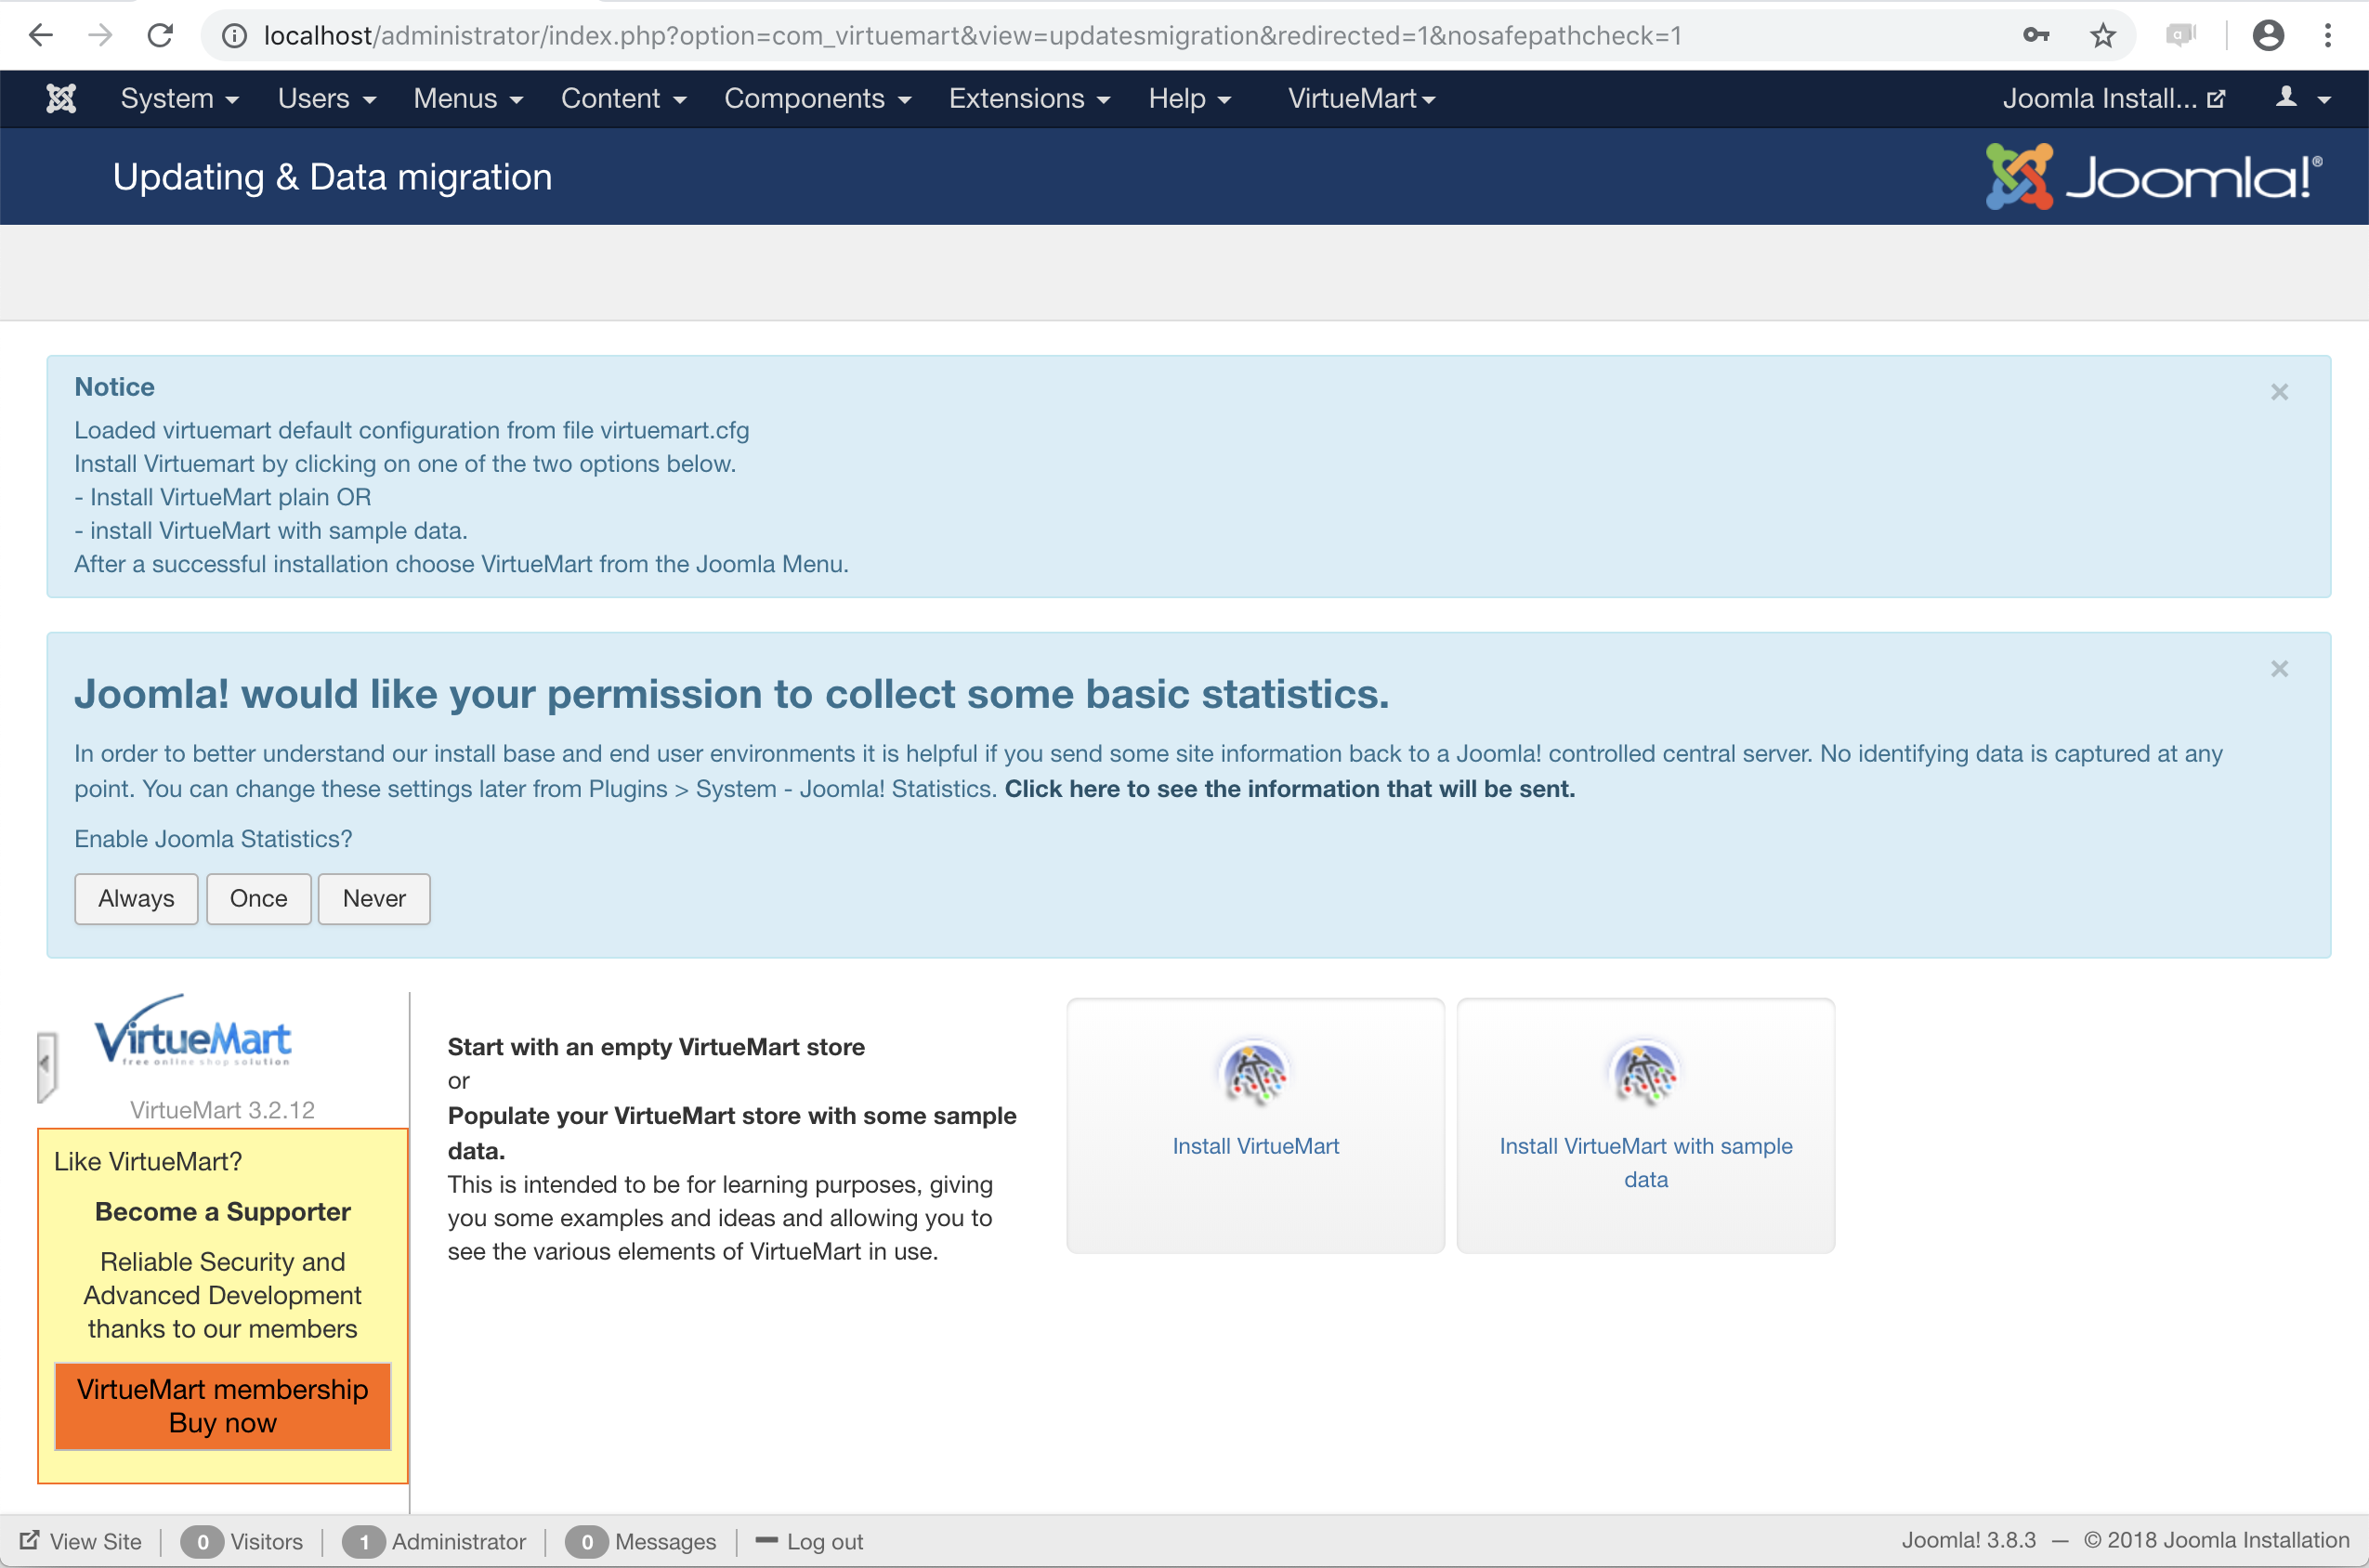 localhost/administrator/index.php?option=com_virtuemart&view=updatesmigration&redirected=1&nosafepathcheck=1
System Users Menus Content Components Extensions Help VirtueMart Joomla Install...
Updating & Data migration
Joomla!®
Notice
Loaded virtuemart default configuration from file virtuemart.cfg
Install Virtuemart by clicking on one of the two options below.
- Install VirtueMart plain OR
- install VirtueMart with sample data.
After a successful installation choose VirtueMart from the Joomla Menu.
Joomla! would like your permission to collect some basic statistics.
In order to better understand our install base and end user environments it is helpful if you send some site information back to a Joomla! controlled central server. No identifying data is captured at any
point. You can change these settings later from Plugins > System - Joomla! Statistics. Click here to see the information that will be sent.
Enable Joomla Statistics?
Always Once Never
VirtueMart
free online shop solution
VirtueMart 3.2.12
Like VirtueMart?
Become a Supporter
Reliable Security and
Advanced Development
thanks to our members
VirtueMart membership
Buy now
Start with an empty VirtueMart store
or
Populate your VirtueMart store with some sample
data.
This is intended to be for learning purposes, giving
you some examples and ideas and allowing you to
see the various elements of VirtueMart in use.
Install VirtueMart
Install VirtueMart with sample
data
View Site 0 Visitors 1 Administrator 0 Messages Log out Joomla! 3.8.3 — © 2018 Joomla Installation